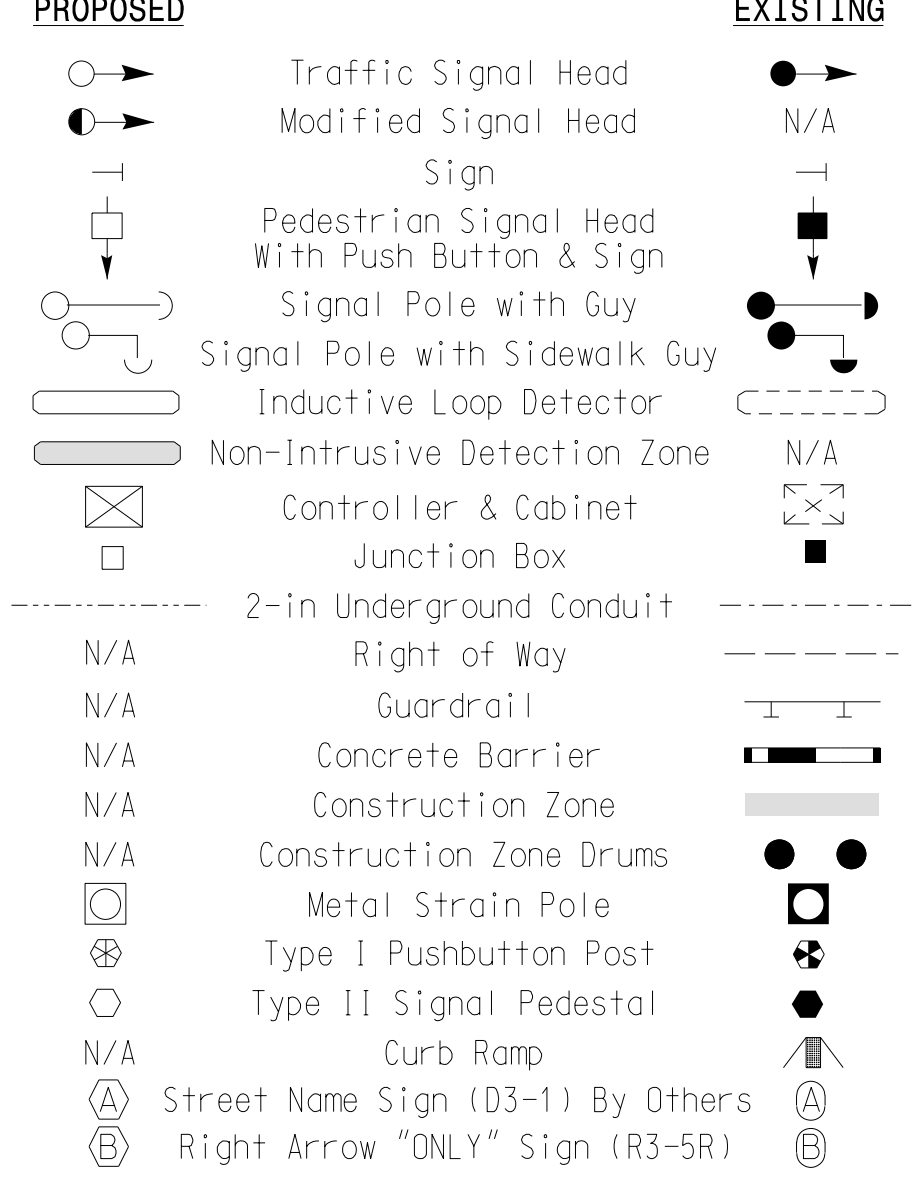 PROPOSED EXISTING
Traffic Signal Head
Modified Signal Head N/A
Sign
Pedestrian Signal Head
With Push Button & Sign
Signal Pole with Guy
Signal Pole with Sidewalk Guy
Inductive Loop Detector
Non-Intrusive Detection Zone N/A
Controller & Cabinet
Junction Box
2-in Underground Conduit
N/A Right of Way
N/A Guardrail
N/A Concrete Barrier
N/A Construction Zone
N/A Construction Zone Drums
Metal Strain Pole
Type I Pushbutton Post
Type II Signal Pedestal
N/A Curb Ramp
A Street Name Sign (D3-1) By Others A
B Right Arrow "ONLY" Sign (R3-5R) B